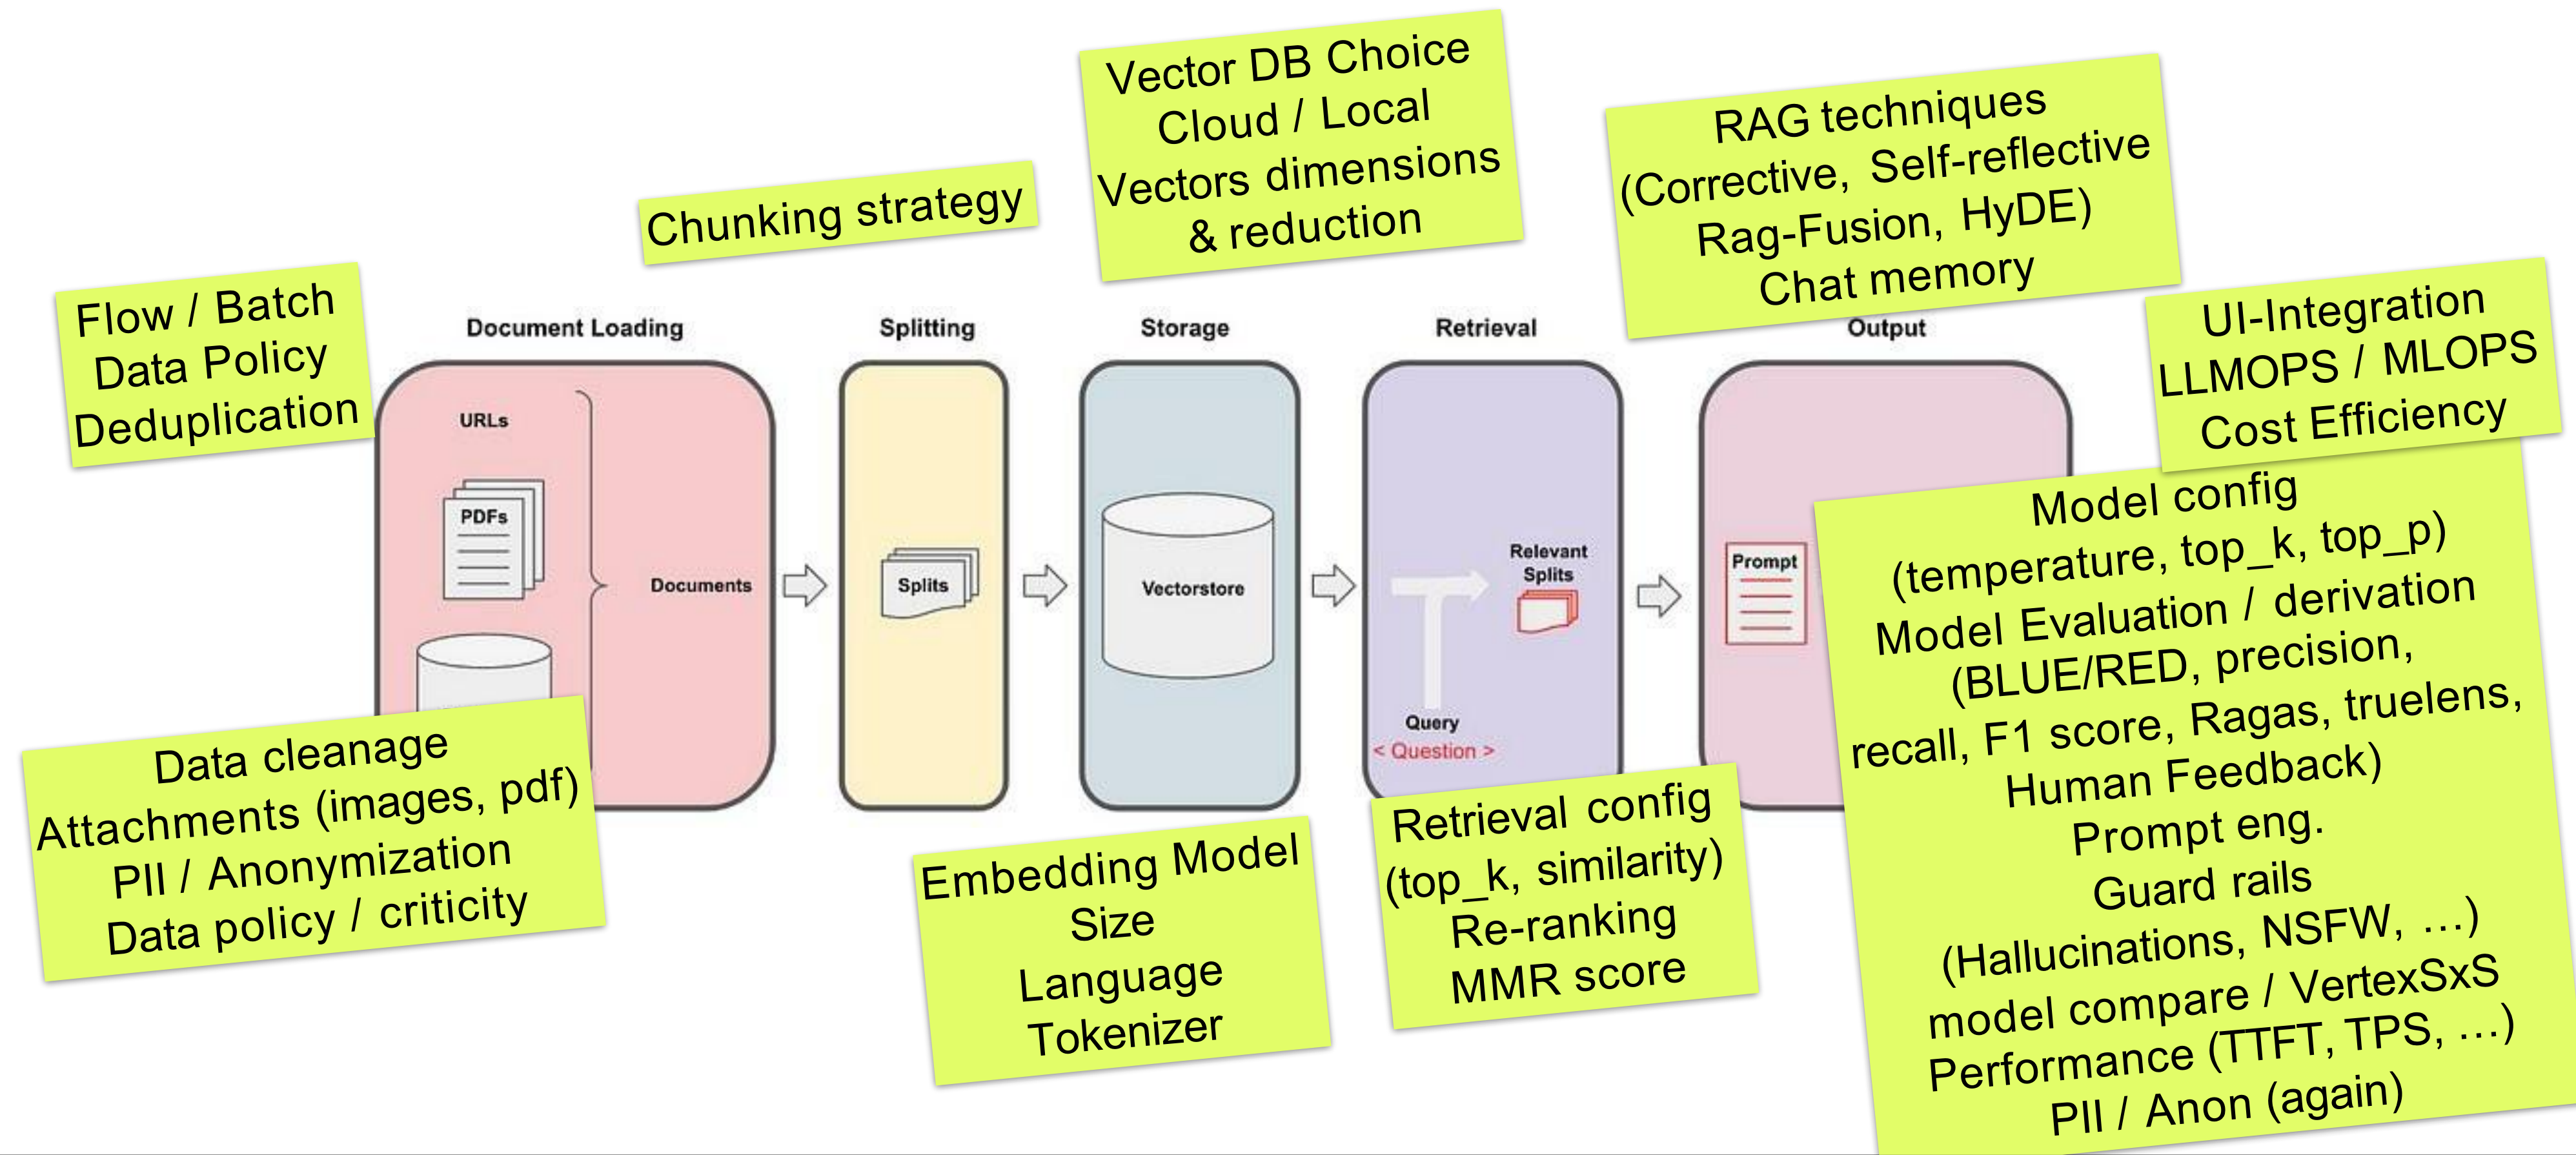 Vector DB Choice
Cloud / Local
Vectors dimensions
& reduction
RAG techniques
(Corrective, Self-reflective
Rag-Fusion, HyDE)
Chat memory
Chunking strategy
Flow / Batch
Data Policy
Deduplication
UI-Integration
LLMOPS / MLOPS
Cost Efficiency
Document Loading
Splitting
Storage
Retrieval
Output
URLs
PDFs
Documents
Splits
Vectorstore
Relevant
Splits
Query
< Question >
Prompt
Model config
(temperature, top_k, top_p)
Model Evaluation / derivation
(BLUE/RED, precision,
recall, F1 score, Ragas, truelens,
Human Feedback)
Prompt eng.
Guard rails
(Hallucinations, NSFW, …)
model compare / VertexSxS
Performance (TTFT, TPS, …)
PII / Anon (again)
Data cleanage
Attachments (images, pdf)
PII / Anonymization
Data policy / criticity
Embedding Model
Size
Language
Tokenizer
Retrieval config
(top_k, similarity)
Re-ranking
MMR score